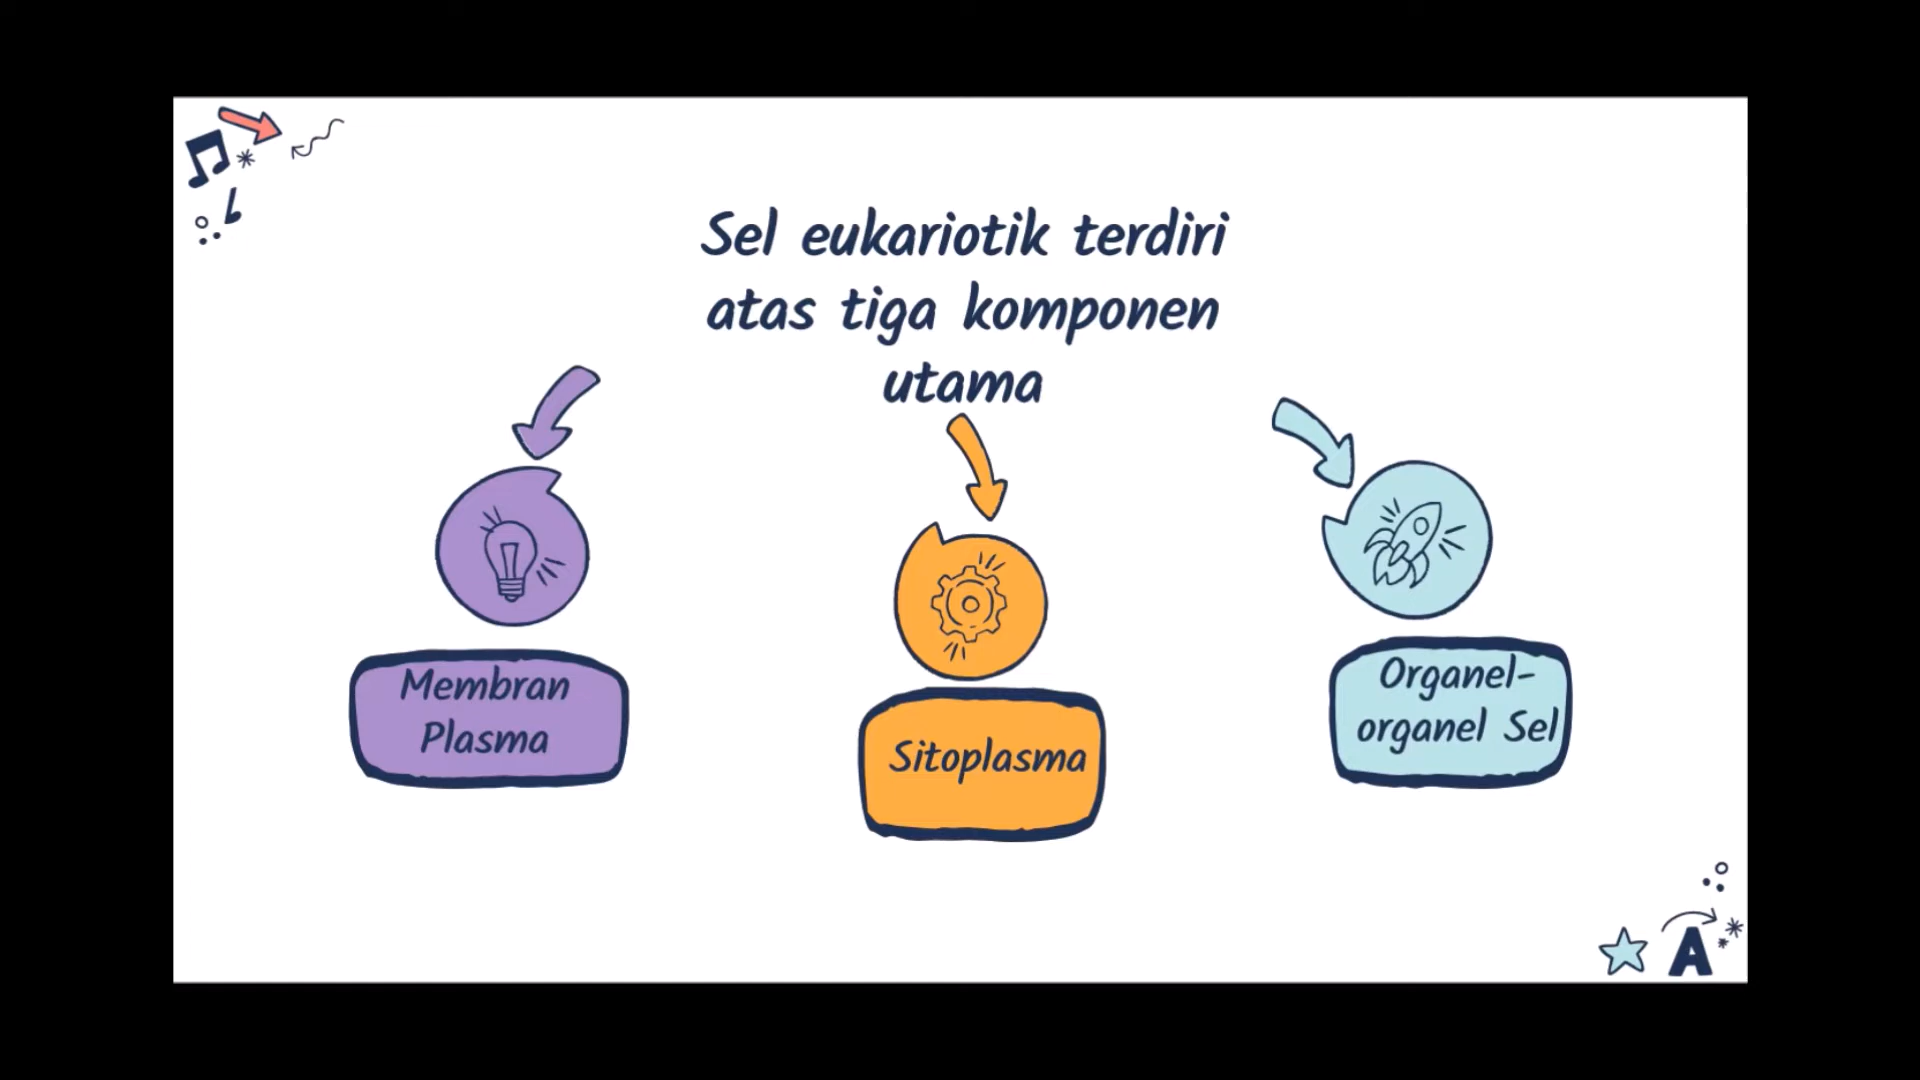 Sel eukariotik terdiri
atas tiga komponen
utama
Membran
Plasma
Sitoplasma
Organel-
organel Sel
A